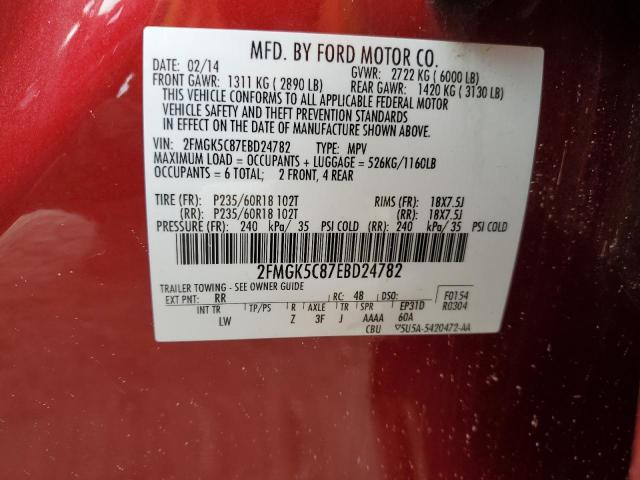 MFD. BY FORD MOTOR CO.
DATE: 02/14 GVWR: 2722 KG ( 6000 LB)
FRONT GAWR: 1311 KG ( 2890 LB) REAR GAWR: 1420 KG ( 3130 LB)
THIS VEHICLE CONFORMS TO ALL APPLICABLE FEDERAL MOTOR
VEHICLE SAFETY AND THEFT PREVENTION STANDARDS
IN EFFECT ON THE DATE OF MANUFACTURE SHOWN ABOVE.
VIN: 2FMGK5C87EBD24782 TYPE: MPV
MAXIMUM LOAD = OCCUPANTS + LUGGAGE = 526KG/1160LB
OCCUPANTS = 6 TOTAL; 2 FRONT, 4 REAR
TIRE (FR): P235/60R18 102T RIMS (FR): 18X7.5J
(RR): P235/60R18 102T (RR): 18X7.5J
PRESSURE (FR): 240 kPa/ 35 PSI COLD (RR): 240 kPa/ 35 PSI COLD
2FMGK5C87EBD24782
TRAILER TOWING - SEE OWNER GUIDE
EXT PNT: RR RC: 48 DSO: F0154
INT TR TP/PS R AXLE TR SPR EP31D R0304
LW Z 3F J AAAA 60A
CBU 5U5A-5420472-AA